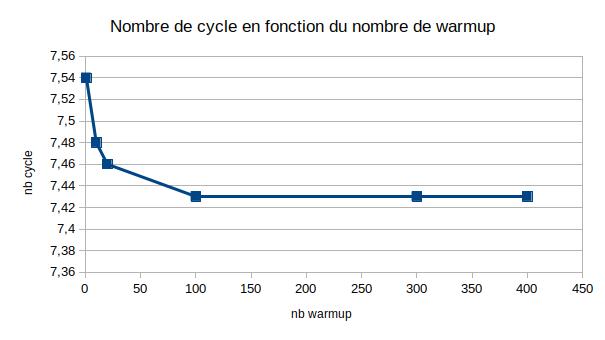 Nombre de cycle en fonction du nombre de warmup
7,56
7,54
7,52
7,5
7,48
7,46
7,44
7,42
7,4
7,38
7,36
nb cycle
0 50 100 150 200 250 300 350 400 450
nb warmup